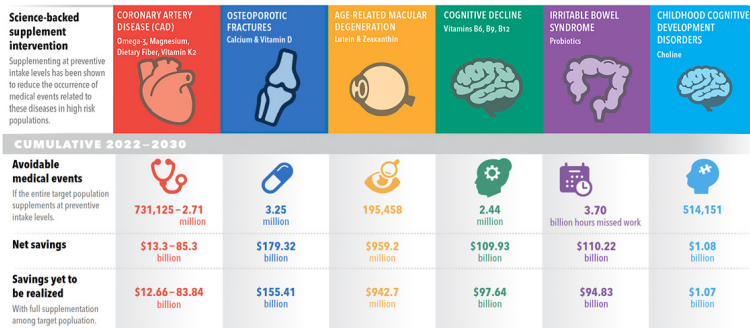 Science-backed
supplement
intervention
Supplementing at preventive
intake levels has been shown
to reduce the occurrence of
medical events related to
these diseases in high risk
populations.
CORONARY ARTERY
DISEASE (CAD)
Omega-3, Magnesium,
Dietary Fiber, Vitamin K2
OSTEOPOROTIC
FRACTURES
Calcium & Vitamin D
AGE-RELATED MACULAR
DEGENERATION
Lutein & Zeaxanthin
COGNITIVE DECLINE
Vitamins B6, B9, B12
IRRITABLE BOWEL
SYNDROME
Probiotics
CHILDHOOD COGNITIVE
DEVELOPMENT
DISORDERS
Choline
CUMULATIVE 2022–2030
Avoidable
medical events
If the entire target population
supplements at preventive
intake levels.
731,125–2.71
million
3.25
million
195,458
2.44
million
3.70
billion hours missed work
514,151
Net savings
$13.3–85.3
billion
$179.32
billion
$959.2
million
$109.93
billion
$110.22
billion
$1.08
billion
Savings yet to
be realized
With full supplementation
among target popluation.
$12.66–83.84
billion
$155.41
billion
$942.7
million
$97.64
billion
$94.83
billion
$1.07
billion